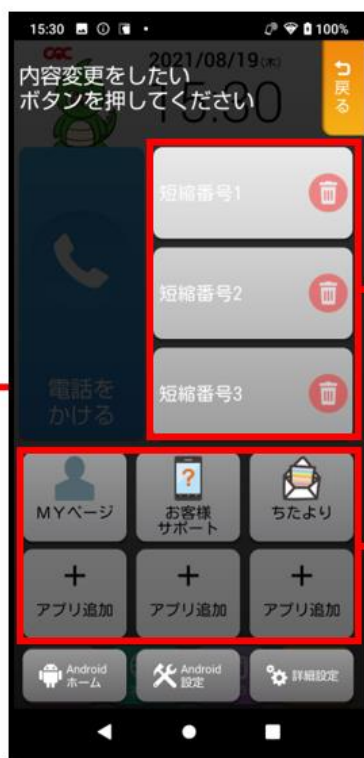 15:30
100%
CQC
2021/08/19(木)
15:30
内容変更をしたい
ボタンを押してください
戻る
短縮番号1
短縮番号2
短縮番号3
電話を
かける
MYページ
お客様
サポート
ちたより
アプリ追加
アプリ追加
アプリ追加
Android
ホーム
Android
設定
詳細設定